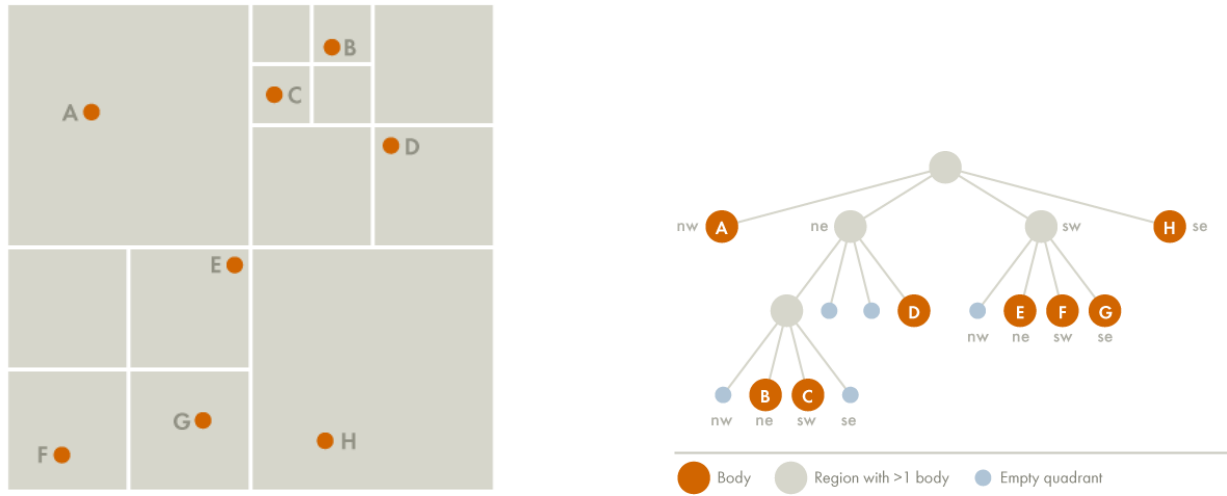 B
C
A
D
E
G
H
F
nw A ne sw H se
D E F G
nw ne sw se
B C
nw ne sw se
Body Region with >1 body Empty quadrant